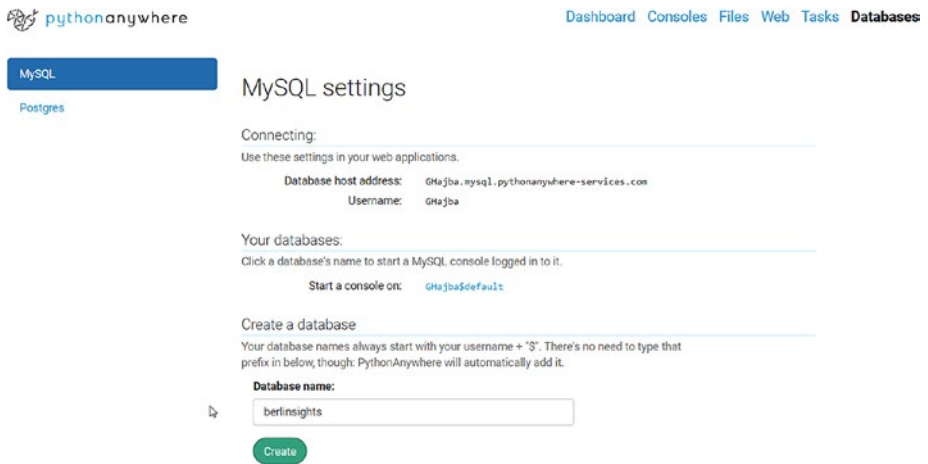 pythonanywhere
Dashboard Consoles Files Web Tasks Databases
MySQL
Postgres
MySQL settings
Connecting:
Use these settings in your web applications.
Database host address: GHajba.mysql.pythonanywhere-services.com
Username: GHajba
Your databases:
Click a database's name to start a MySQL console logged in to it.
Start a console on: GHajba$default
Create a database
Your database names always start with your username + "$". There's no need to type that
prefix in below, though: PythonAnywhere will automatically add it.
Database name:
berlinsights
Create